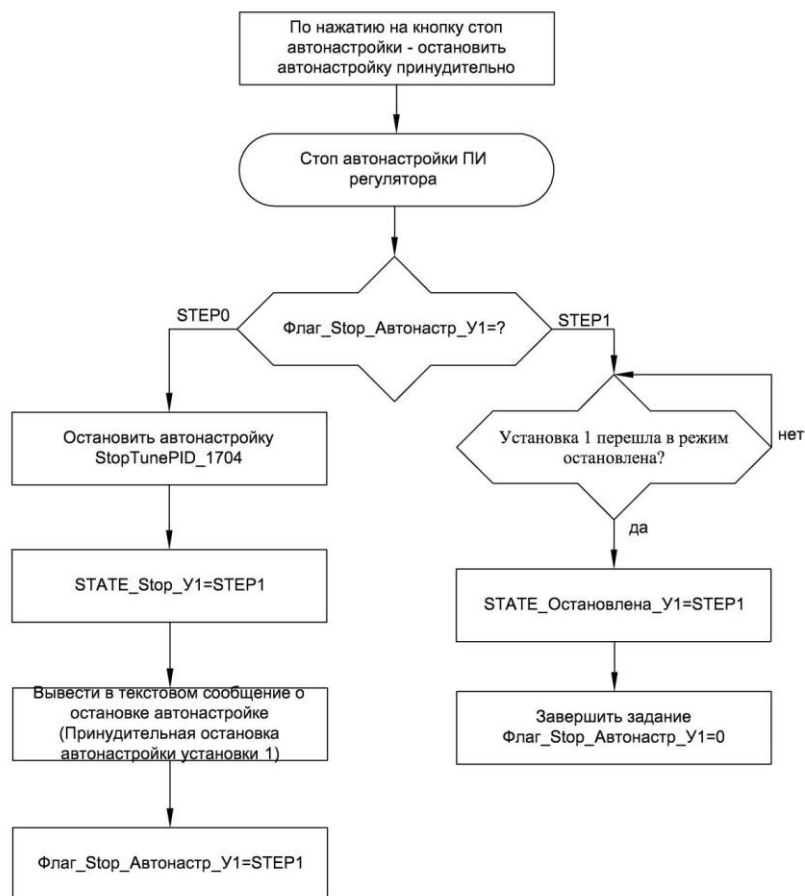 По нажатию на кнопку стоп
автонастройки - остановить
автонастройку принудительно
Стоп автонастройки ПИ
регулятора
STEP0
Флаг_Stop_Автонастр_У1=?
STEP1
Остановить автонастройку
StopTunePID_1704
Установка 1 перешла в режим
остановлена?
нет
да
STATE_Stop_У1=STEP1
STATE_Остановлена_У1=STEP1
Вывести в текстовом сообщение о
остановке автонастройке
(Принудительная остановка
автонастройки установки 1)
Завершить задание
Флаг_Stop_Автонастр_У1=0
Флаг_Stop_Автонастр_У1=STEP1